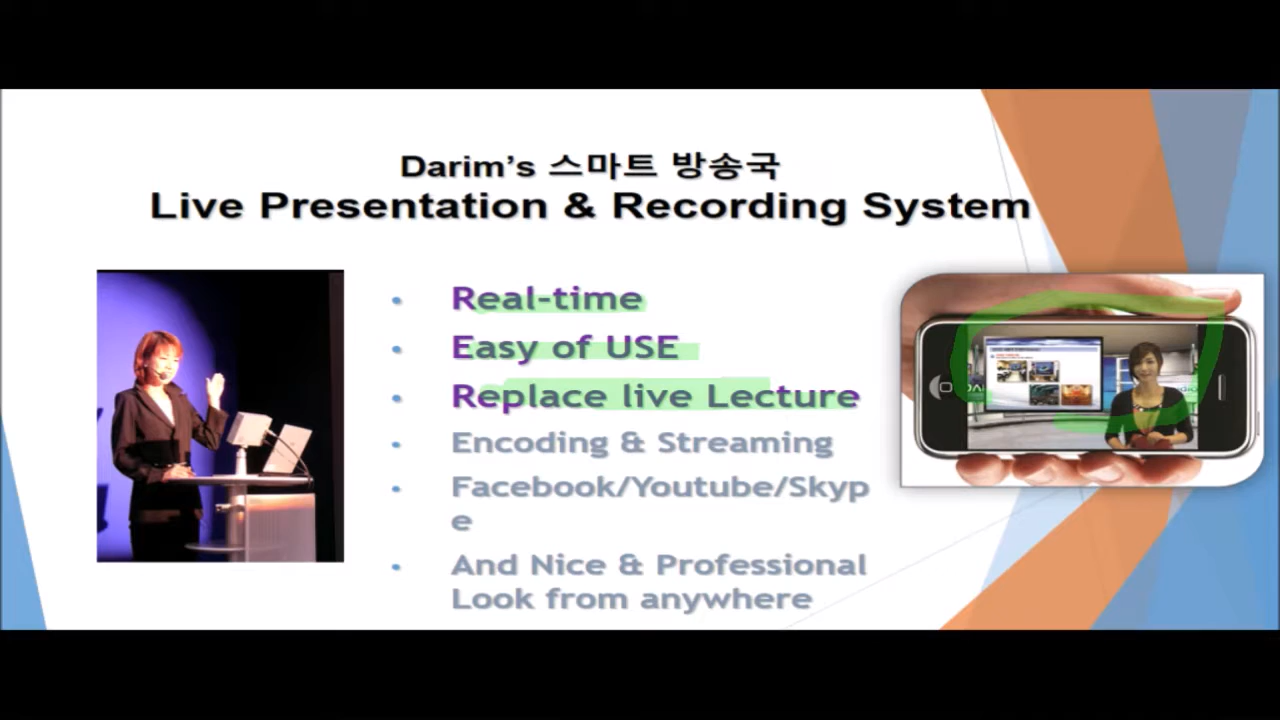 Darim's 스마트 방송국
Live Presentation & Recording System
• Real-time
• Easy of USE
• Replace live Lecture
• Encoding & Streaming
• Facebook/Youtube/Skyp
e
• And Nice & Professional
Look from anywhere